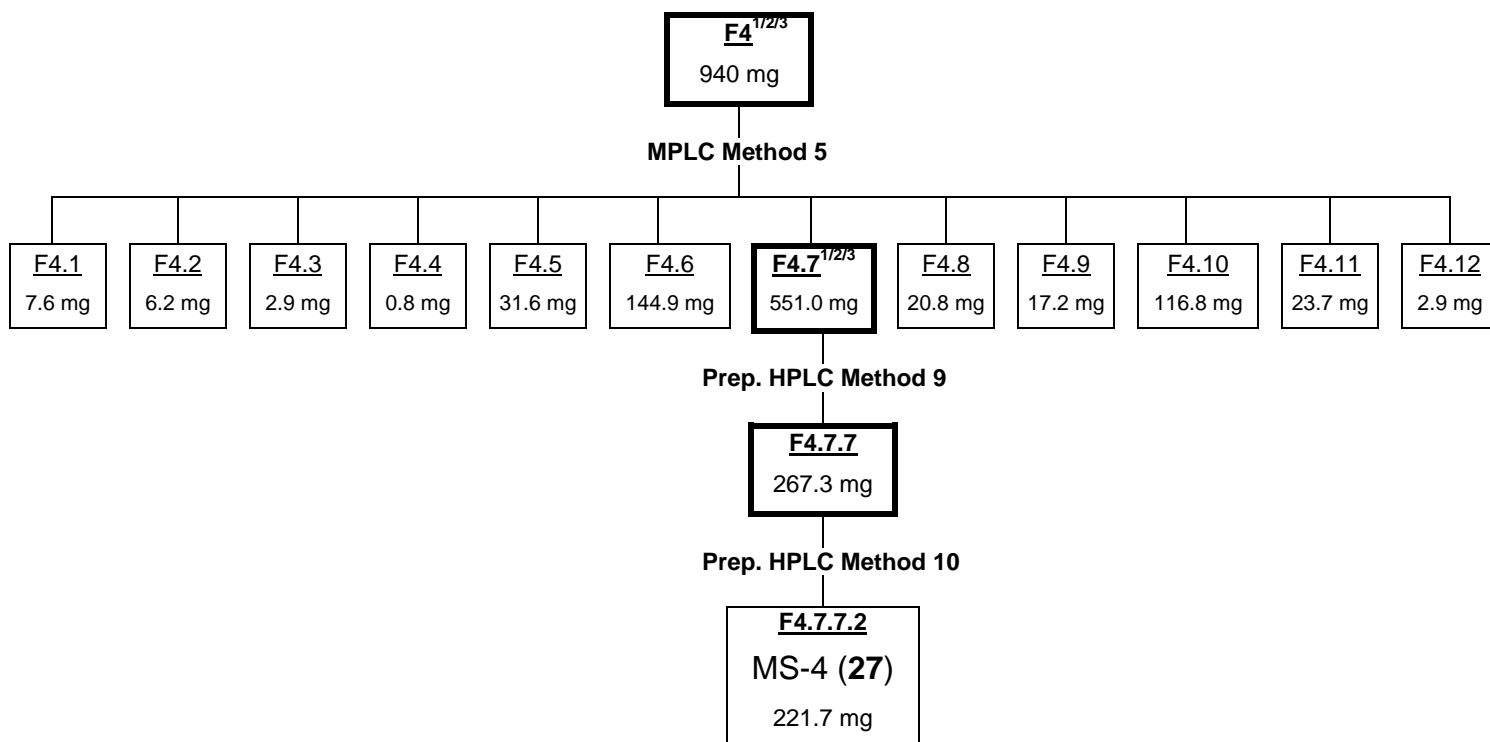 F4 1/2/3
940 mg
MPLC Method 5
F4.1
7.6 mg
F4.2
6.2 mg
F4.3
2.9 mg
F4.4
0.8 mg
F4.5
31.6 mg
F4.6
144.9 mg
F4.7 1/2/3
551.0 mg
F4.8
20.8 mg
F4.9
17.2 mg
F4.10
116.8 mg
F4.11
23.7 mg
F4.12
2.9 mg
Prep. HPLC Method 9
F4.7.7
267.3 mg
Prep. HPLC Method 10
F4.7.7.2
MS-4 (27)
221.7 mg